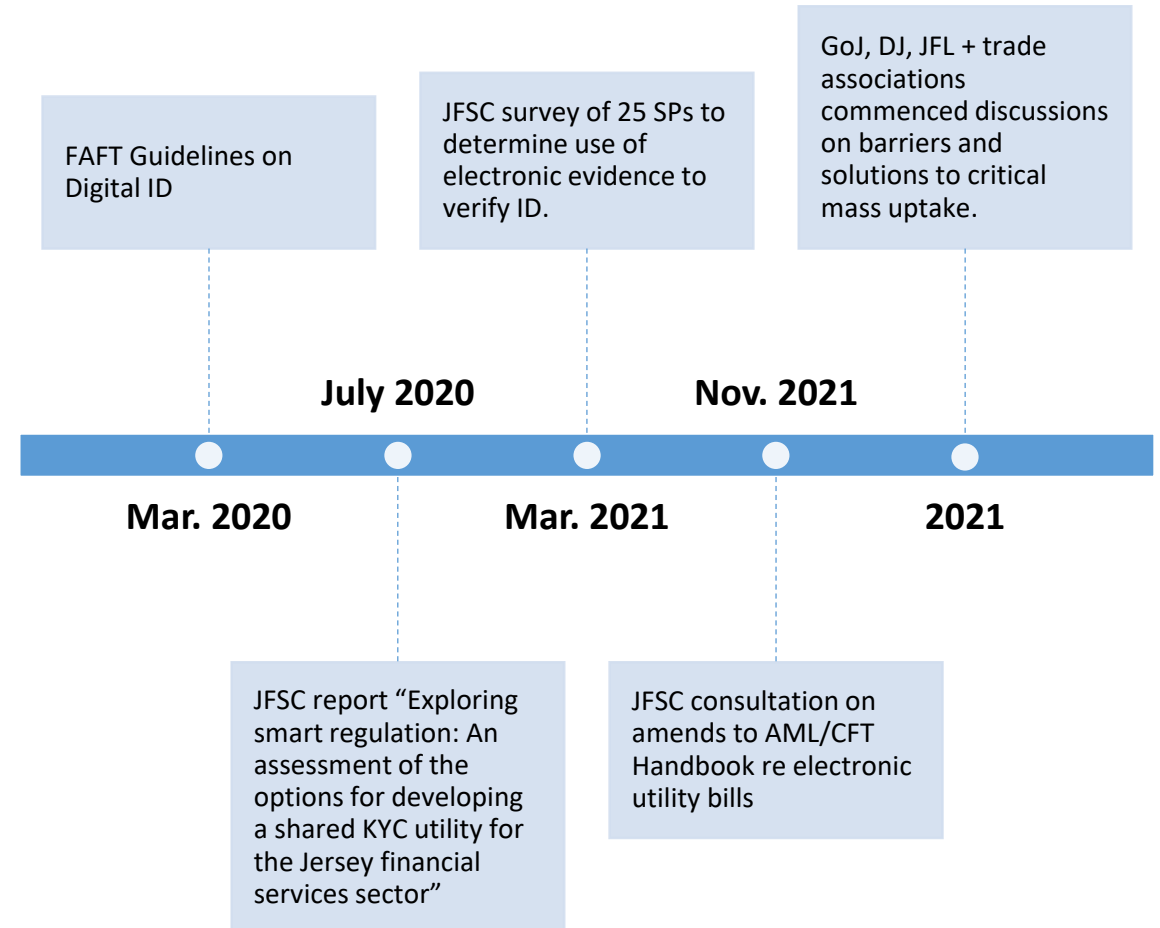 FAFT Guidelines on
Digital ID
JFSC survey of 25 SPs to
determine use of
electronic evidence to
verify ID.
GoJ, DJ, JFL + trade
associations
commenced discussions
on barriers and
solutions to critical
mass uptake.
July 2020
Nov. 2021
Mar. 2020
Mar. 2021
2021
JFSC report “Exploring
smart regulation: An
assessment of the
options for developing
a shared KYC utility for
the Jersey financial
services sector”
JFSC consultation on
amends to AML/CFT
Handbook re electronic
utility bills